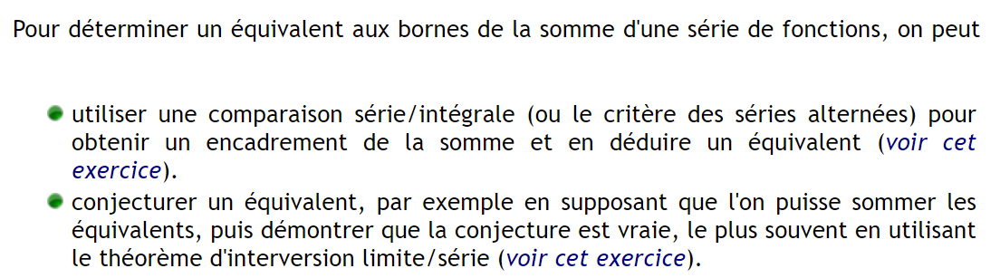 Pour déterminer un équivalent aux bornes de la somme d'une série de fonctions, on peut
utiliser une comparaison série/intégrale (ou le critère des séries alternées) pour
obtenir un encadrement de la somme et en déduire un équivalent (voir cet
exercice).
conjecturer un équivalent, par exemple en supposant que l'on puisse sommer les
équivalents, puis démontrer que la conjecture est vraie, le plus souvent en utilisant
le théorème d'interversion limite/série (voir cet exercice).